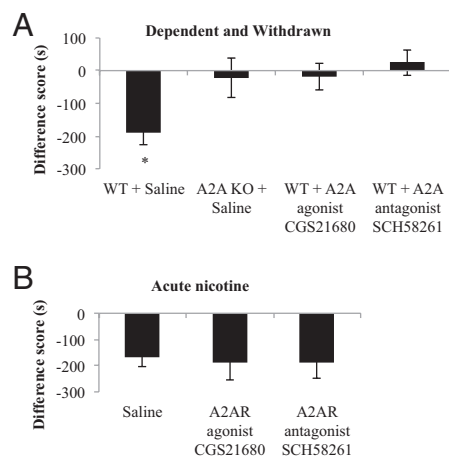 A
Dependent and Withdrawn
Difference score (s)
100
0
-100
-200
-300
*
WT + Saline
A2A KO +
Saline
WT + A2A
agonist
CGS21680
WT + A2A
antagonist
SCH58261
B
Acute nicotine
Difference score (s)
0
-100
-200
-300
Saline
A2AR
agonist
CGS21680
A2AR
antagonist
SCH58261